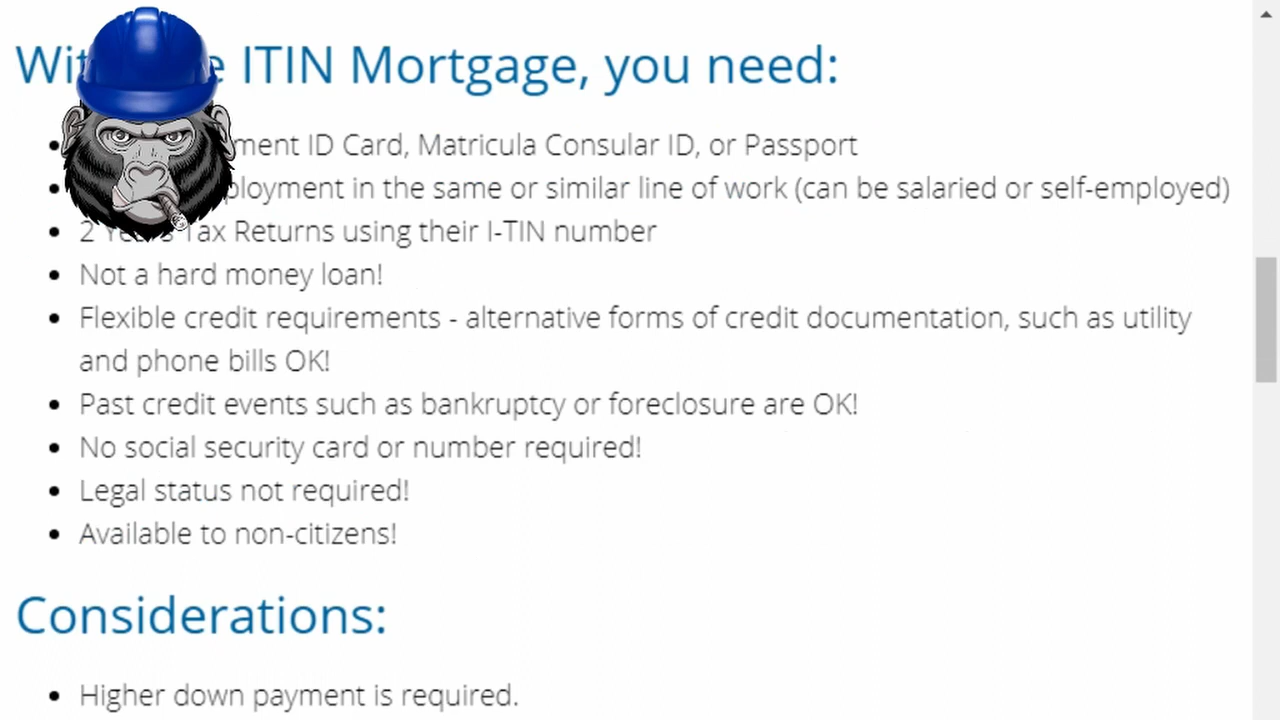 ITIN Mortgage, you need:
ID Card, Matricula Consular ID, or Passport
in the same or similar line of work (can be salaried or self-employed)
2 Years Tax Returns using their I-TIN number
Not a hard money loan!
Flexible credit requirements - alternative forms of credit documentation, such as utility
and phone bills OK!
Past credit events such as bankruptcy or foreclosure are OK!
No social security card or number required!
Legal status not required!
Available to non-citizens!
Considerations:
Higher down payment is required.